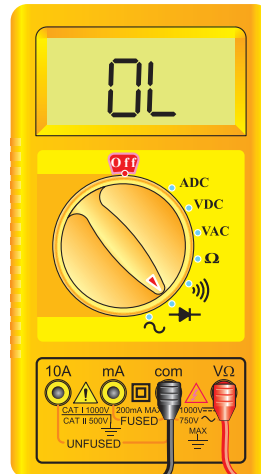 OL
Off
ADC
VDC
VAC
Ω
10A mA com VΩ
CAT I 1000V 200mA MAX 1000V
CAT II 500V FUSED 750V
MAX
UNFUSED